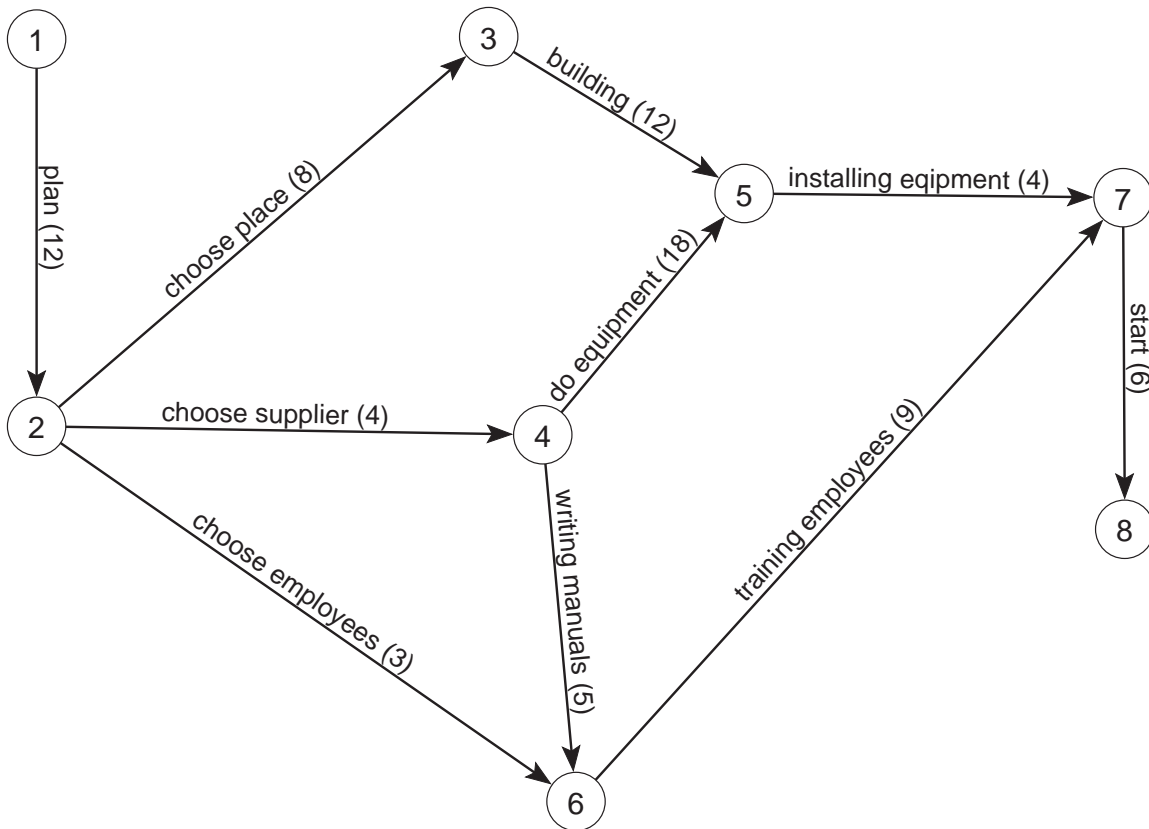 1
3
building (12)
plan (12)
choose place (8)
5
installing eqipment (4)
7
do equipment (18)
start (6)
2
choose supplier (4)
4
training employees (9)
writing manuals (5)
choose employees (3)
8
6